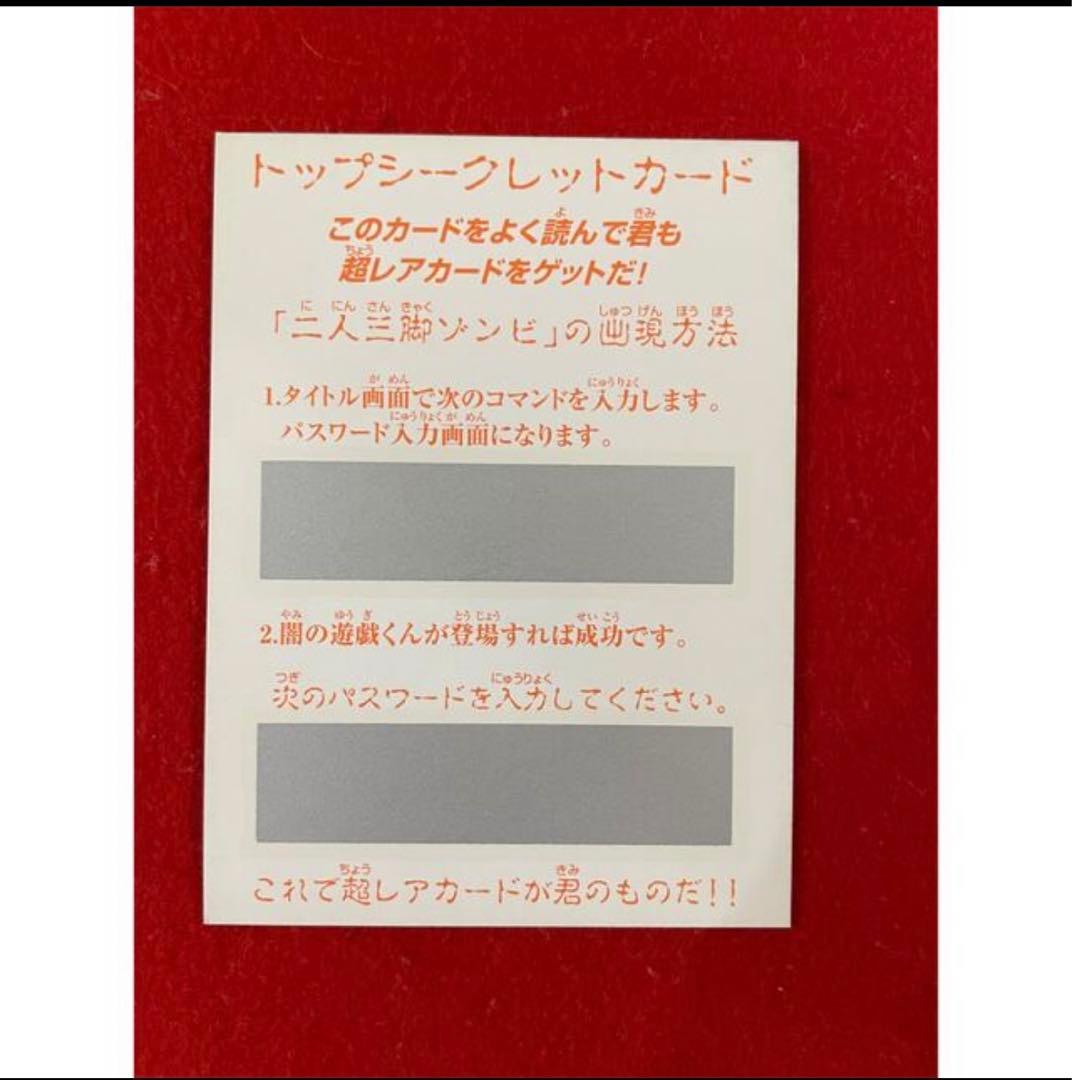 トップシークレットカード
このカードをよく読んで君も
超レアカードをゲットだ!
「二人三脚ゾンビ」の出現方法
1.タイトル画面で次のコマンドを入力します。
パスワード入力画面になります。
2.闇の遊戯くんが登場すれば成功です。
次のパスワードを入力してください。
これで超レアカードが君のものだ!!